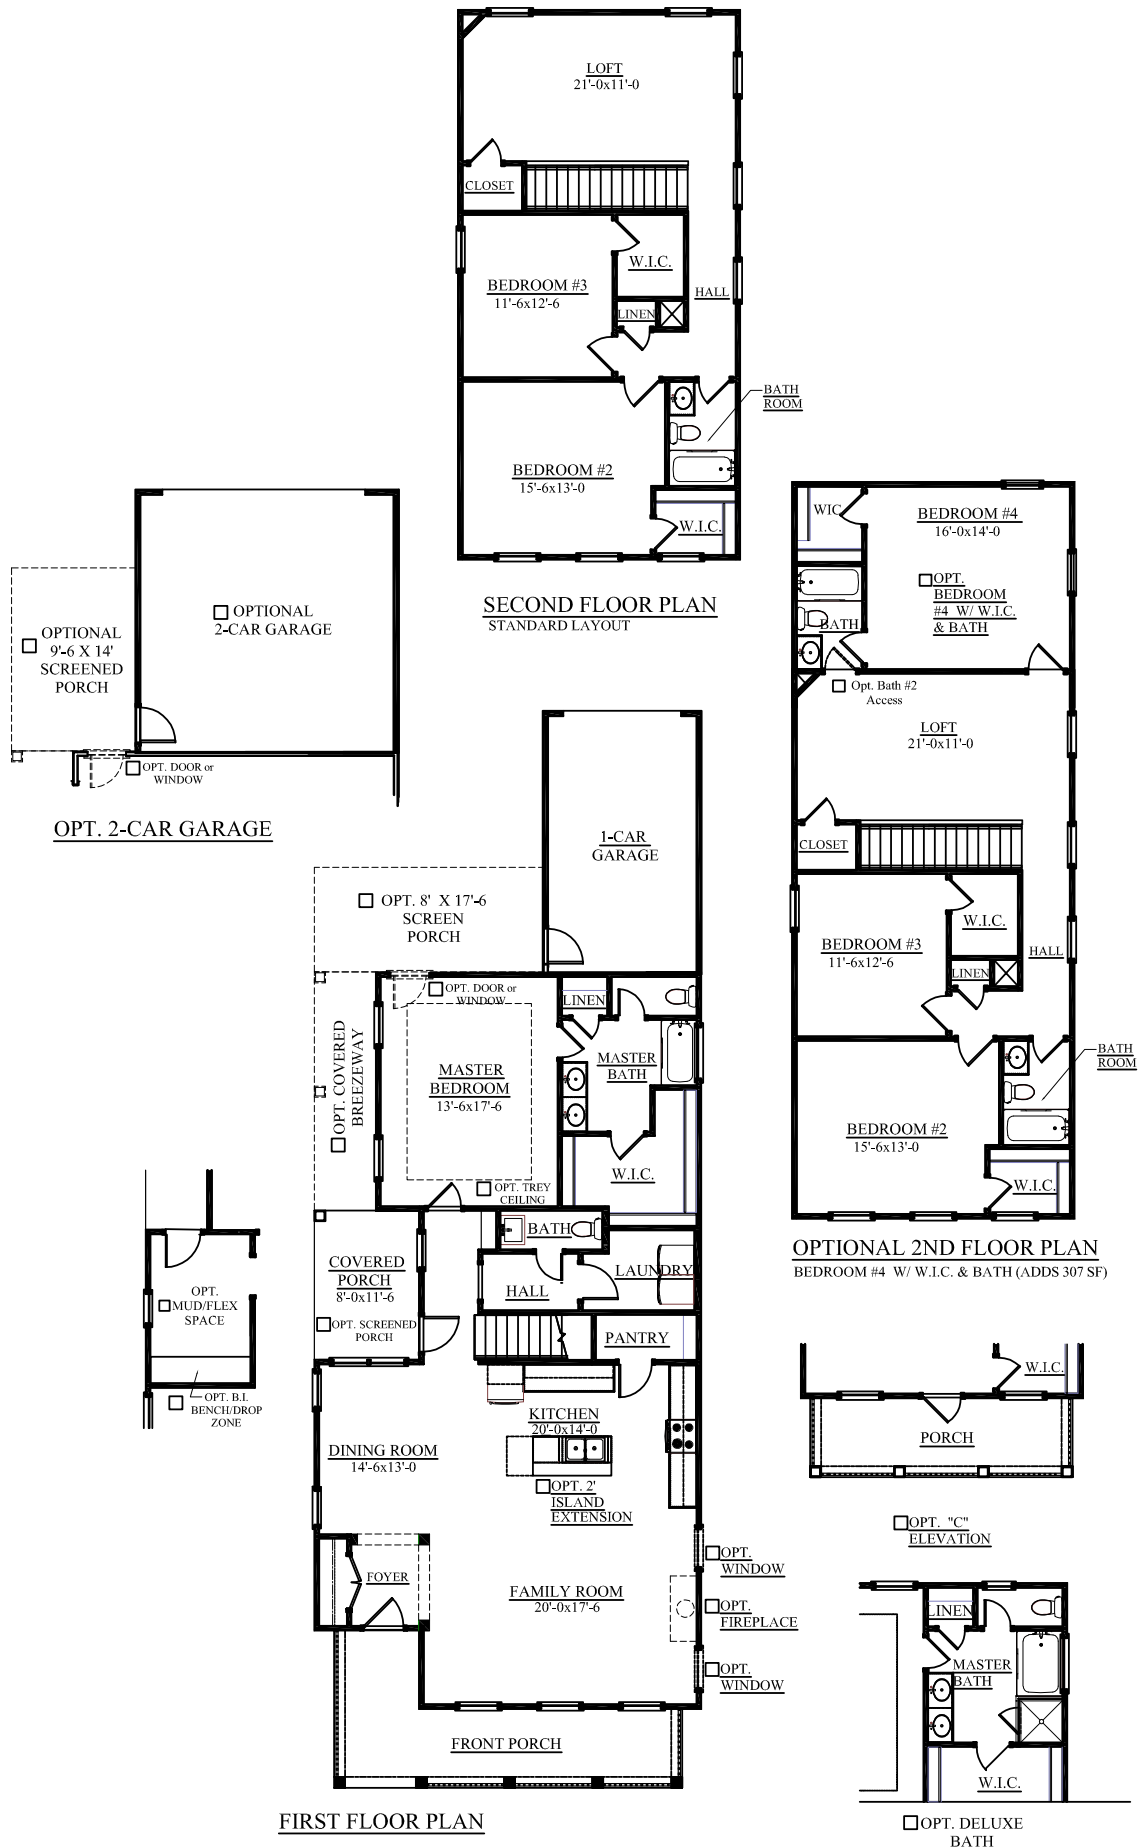 LOFT
21'-0x11'-0
CLOSET
W.I.C.
BEDROOM #3
11'-6x12'-6
HALL
LINEN
BATH
ROOM
BEDROOM #2
15'-6x13'-0
W.I.C.
SECOND FLOOR PLAN
STANDARD LAYOUT
OPTIONAL
2-CAR GARAGE
OPTIONAL
9'-6 X 14'
SCREENED
PORCH
OPT. DOOR or
WINDOW
OPT. 2-CAR GARAGE
WIC
BEDROOM #4
16'-0x14'-0
OPT.
BEDROOM
#4 W/ W.I.C.
& BATH
BATH
Opt. Bath #2
Access
LOFT
21'-0x11'-0
CLOSET
W.I.C.
BEDROOM #3
11'-6x12'-6
HALL
LINEN
BATH
ROOM
BEDROOM #2
15'-6x13'-0
W.I.C.
OPTIONAL 2ND FLOOR PLAN
BEDROOM #4 W/ W.I.C. & BATH (ADDS 307 SF)
1-CAR
GARAGE
OPT. 8' X 17'-6
SCREEN
PORCH
OPT. DOOR or
WINDOW
LINEN
OPT. COVERED
BREEZEWAY
MASTER
BEDROOM
13'-6x17'-6
MASTER
BATH
OPT. TREY
CEILING
W.I.C.
BATH
COVERED
PORCH
8'-0x11'-6
LAUNDRY
HALL
OPT. SCREENED
PORCH
PANTRY
OPT.
MUD/FLEX
SPACE
OPT. B.I.
BENCH/DROP
ZONE
KITCHEN
20'-0x14'-0
DINING ROOM
14'-6x13'-0
OPT. 2'
ISLAND
EXTENSION
FOYER
FAMILY ROOM
20'-0x17'-6
OPT.
WINDOW
OPT.
FIREPLACE
OPT.
WINDOW
FRONT PORCH
FIRST FLOOR PLAN
W.I.C.
PORCH
OPT. "C"
ELEVATION
LINEN
MASTER
BATH
W.I.C.
OPT. DELUXE
BATH